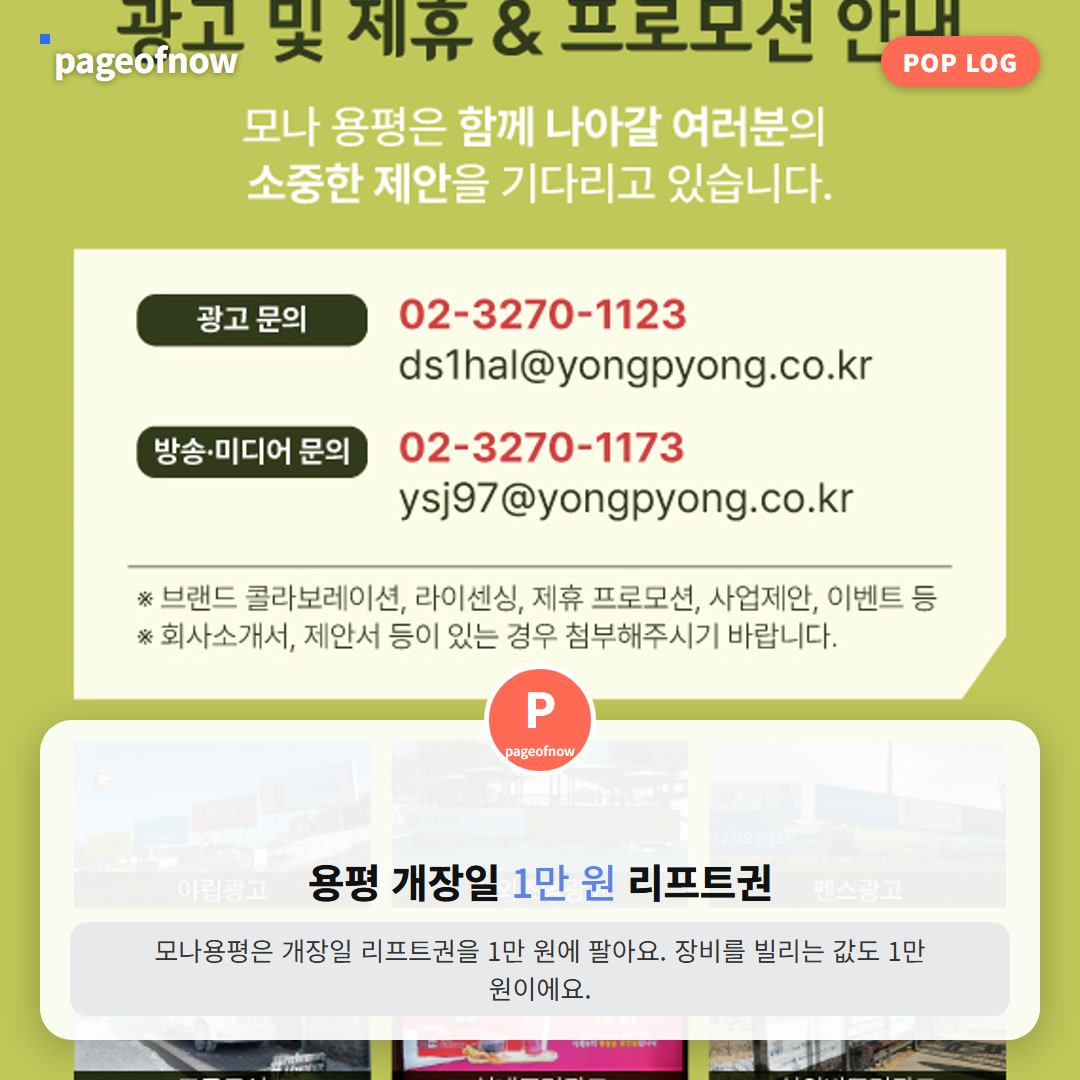 광고 및 제휴 & 프로모션 안내
pageofnow
POP LOG
모나 용평은 함께 나아갈 여러분의
소중한 제안을 기다리고 있습니다.
광고 문의
02-3270-1123
ds1hal@yongpyong.co.kr
방송·미디어 문의
02-3270-1173
ysj97@yongpyong.co.kr
※ 브랜드 콜라보레이션, 라이센싱, 제휴 프로모션, 사업제안, 이벤트 등
※ 회사소개서, 제안서 등이 있는 경우 첨부해주시기 바랍니다.
P
pageofnow
야립광고
펜스광고
용평 개장일 1만 원 리프트권
모나용평은 개장일 리프트권을 1만 원에 팔아요. 장비를 빌리는 값도 1만
원이에요.